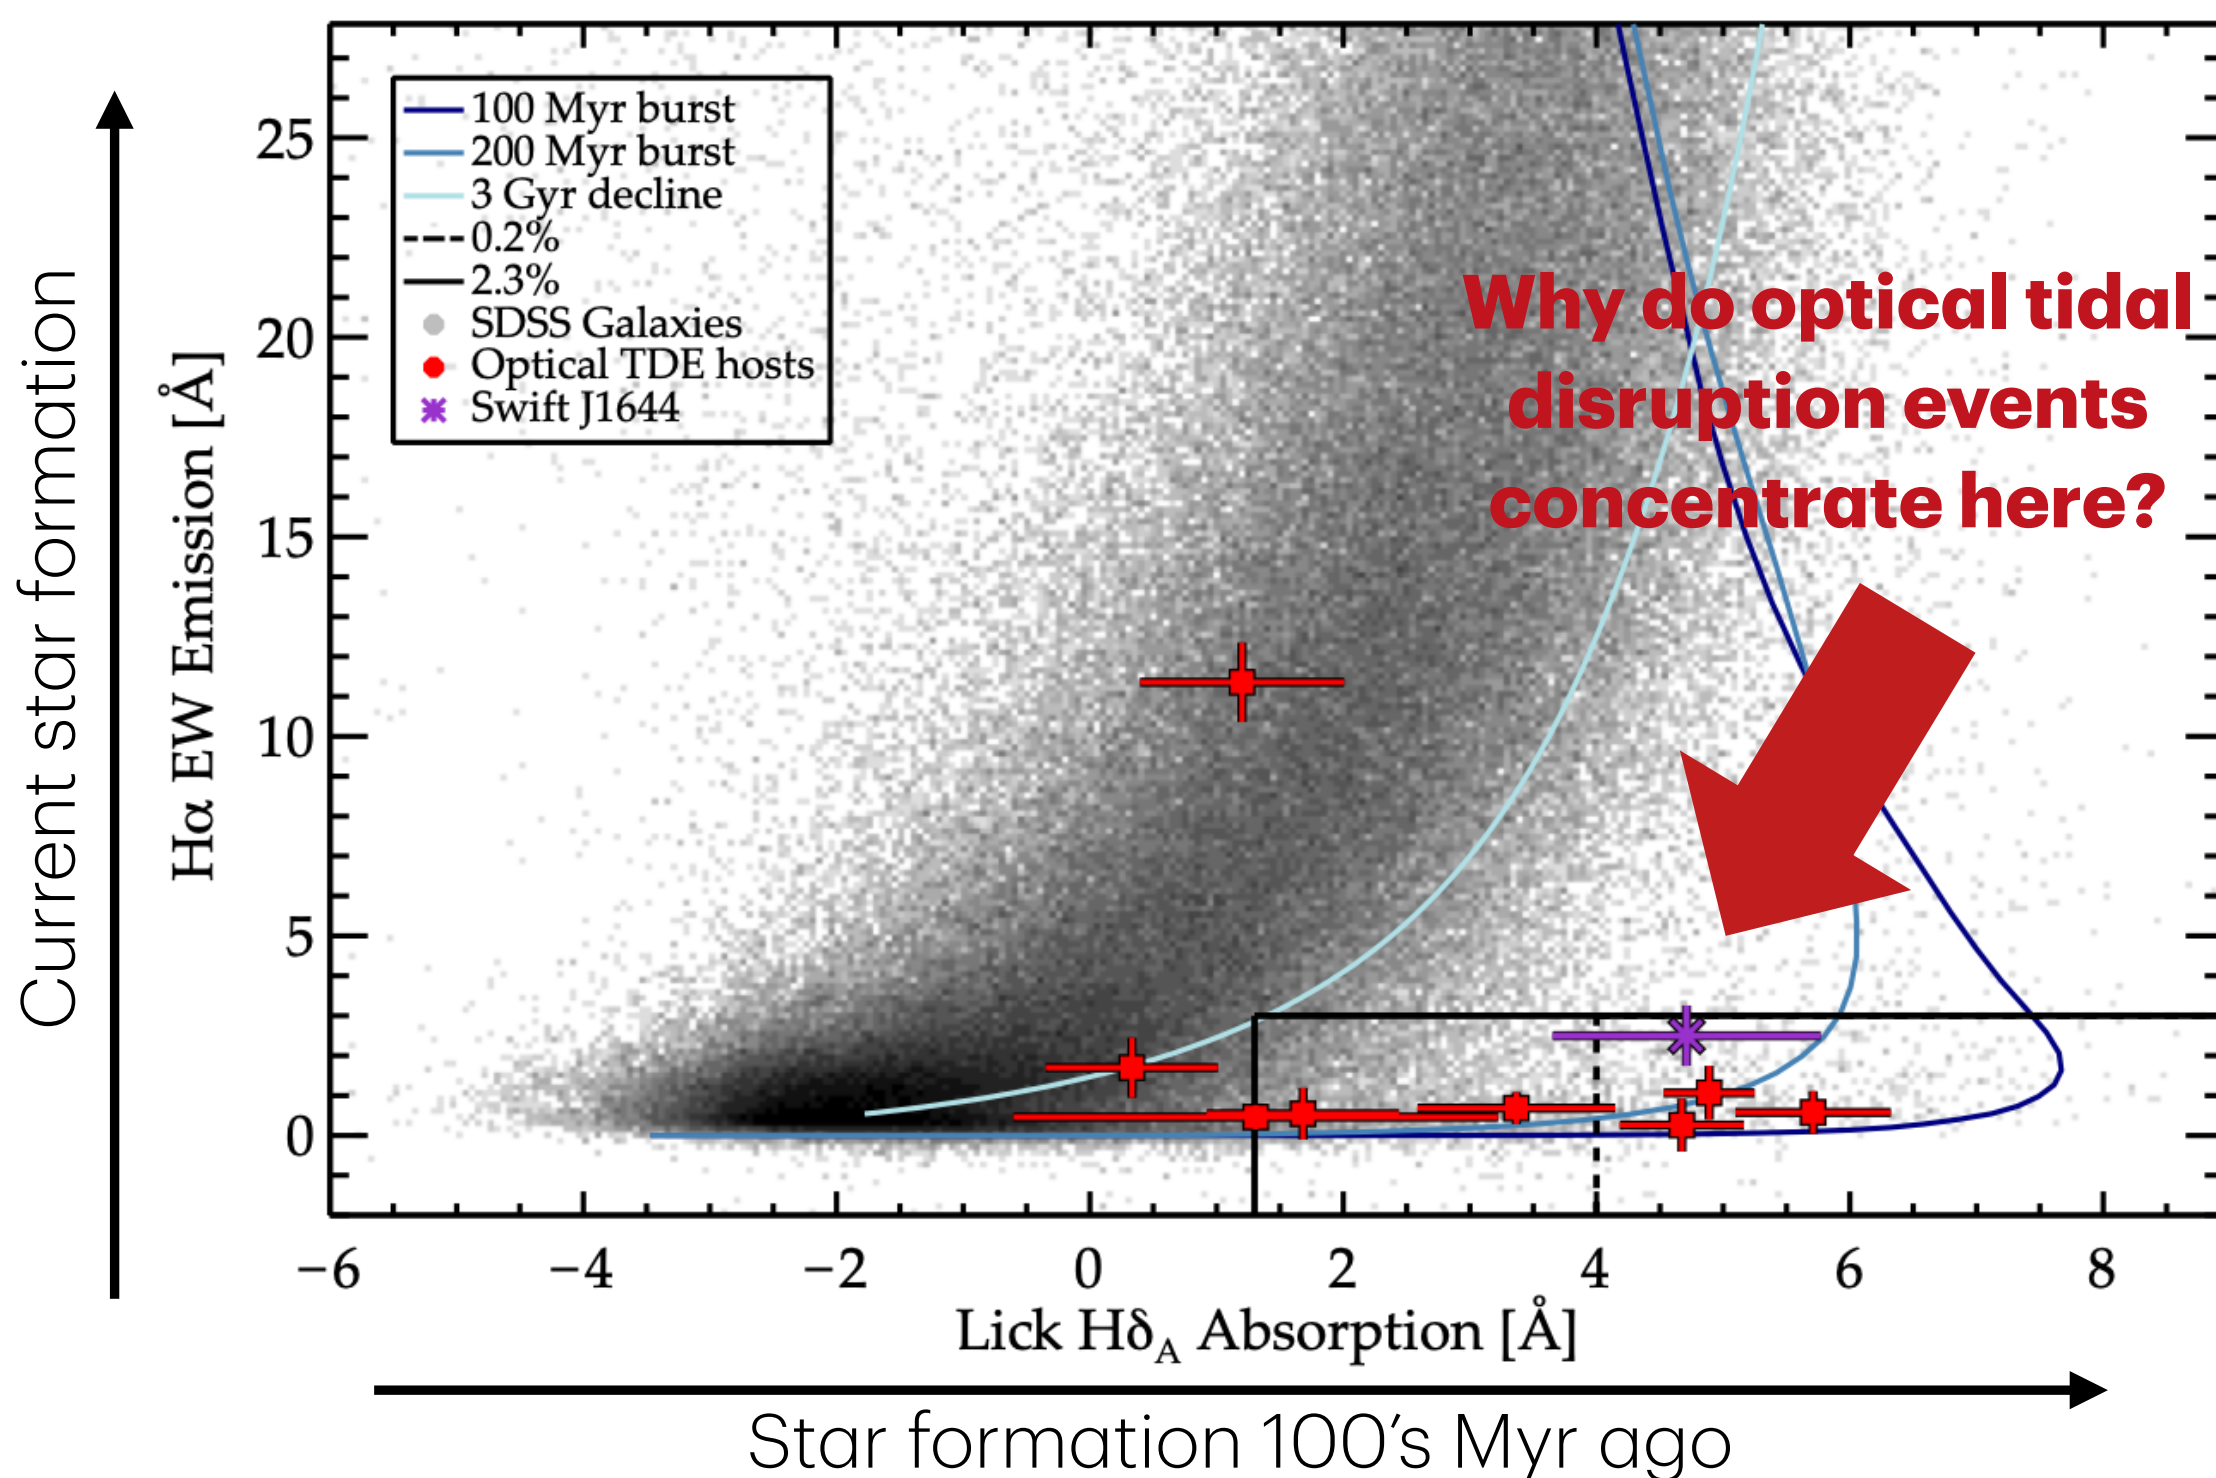 100 Myr burst
200 Myr burst
3 Gyr decline
0.2%
2.3%
SDSS Galaxies
Optical TDE hosts
Swift J1644
Why do optical tidal
disruption events
concentrate here?
Current star formation
Hα EW Emission [Å]
25
20
15
10
5
0
−6
−4
−2
0
2
4
6
8
Lick Hδ_A Absorption [Å]
Star formation 100’s Myr ago